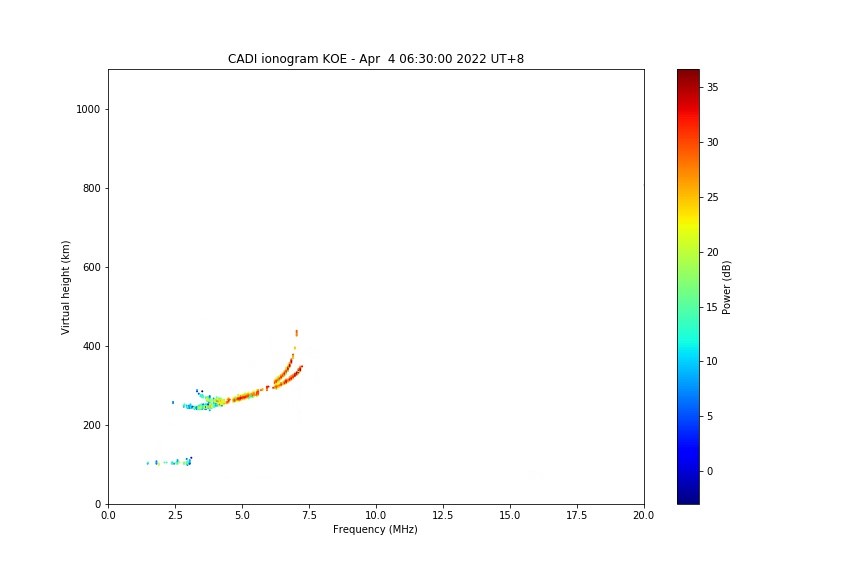 CADI ionogram KOE - Apr  4 06:30:00 2022 UT+8
1000
800
600
400
200
0
Virtual height (km)
0.0 2.5 5.0 7.5 10.0 12.5 15.0 17.5 20.0
Frequency (MHz)
35
30
25
20
15
10
5
0
Power (dB)